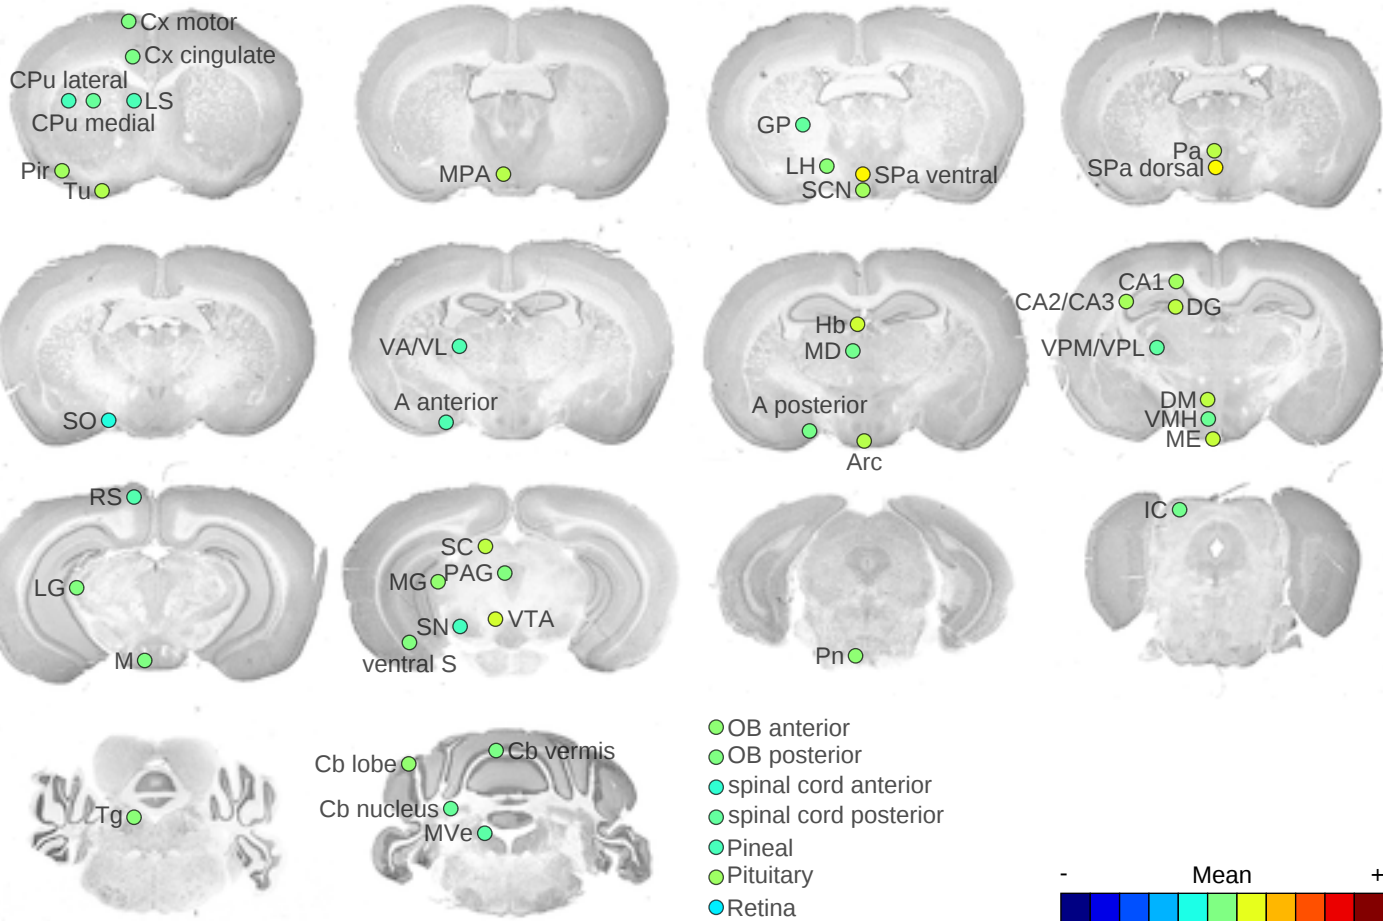 Cx motor
Cx cingulate
CPu lateral
LS
CPu medial
Pir
Tu
MPA
GP
LH
SPa ventral
SCN
Pa
SPa dorsal
SO
VA/VL
A anterior
Hb
MD
A posterior
Arc
CA1
CA2/CA3
DG
VPM/VPL
DM
VMH
ME
RS
LG
M
SC
MG
PAG
SN
VTA
ventral S
Pn
IC
Tg
Cb lobe
Cb vermis
Cb nucleus
MVe
OB anterior
OB posterior
spinal cord anterior
spinal cord posterior
Pineal
Pituitary
Retina
- Mean +